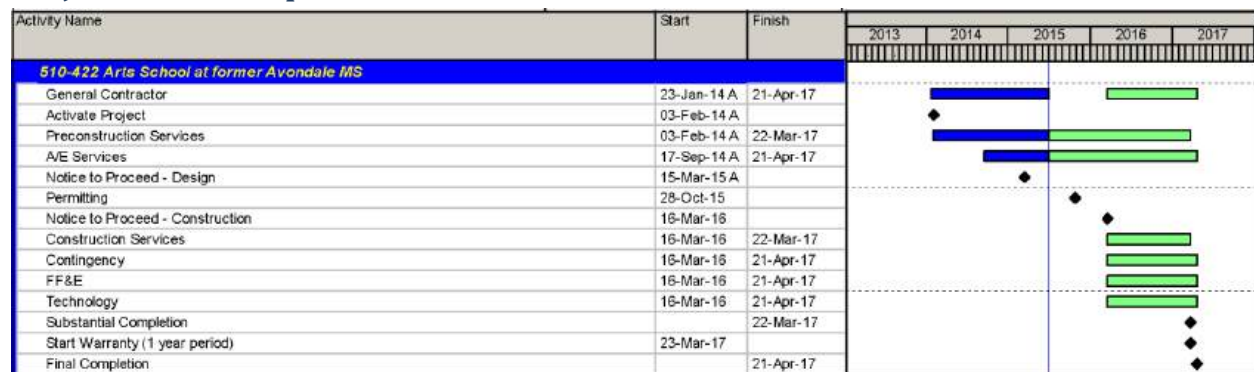 Activity Name Start Finish
2013 2014 2015 2016 2017
510-422 Arts School at former Avondale MS
General Contractor 23-Jan-14 A 21-Apr-17
Activate Project 03-Feb-14 A
Preconstruction Services 03-Feb-14 A 22-Mar-17
A/E Services 17-Sep-14 A 21-Apr-17
Notice to Proceed - Design 15-Mar-15 A
Permitting 28-Oct-15
Notice to Proceed - Construction 16-Mar-16
Construction Services 16-Mar-16 22-Mar-17
Contingency 16-Mar-16 21-Apr-17
FF&E 16-Mar-16 21-Apr-17
Technology 16-Mar-16 21-Apr-17
Substantial Completion 22-Mar-17
Start Warranty (1 year period) 23-Mar-17
Final Completion 21-Apr-17